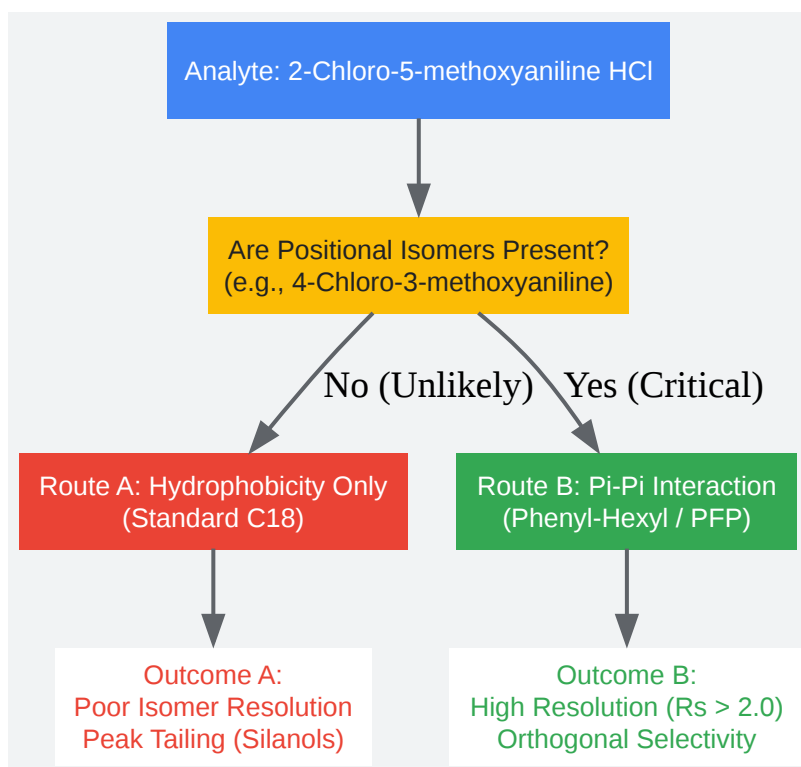 Analyte: 2-Chloro-5-methoxyaniline HCl
Are Positional Isomers Present?
(e.g., 4-Chloro-3-methoxyaniline)
No (Unlikely)
Yes (Critical)
Route A: Hydrophobicity Only
(Standard C18)
Route B: Pi-Pi Interaction
(Phenyl-Hexyl / PFP)
Outcome A:
Poor Isomer Resolution
Peak Tailing (Silanols)
Outcome B:
High Resolution (Rs > 2.0)
Orthogonal Selectivity